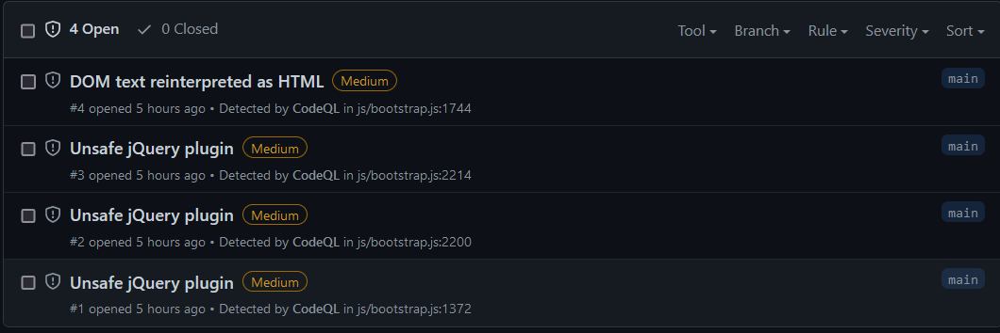 4 Open 0 Closed Tool Branch Rule Severity Sort
DOM text reinterpreted as HTML Medium main
#4 opened 5 hours ago • Detected by CodeQL in js/bootstrap.js:1744
Unsafe jQuery plugin Medium main
#3 opened 5 hours ago • Detected by CodeQL in js/bootstrap.js:2214
Unsafe jQuery plugin Medium main
#2 opened 5 hours ago • Detected by CodeQL in js/bootstrap.js:2200
Unsafe jQuery plugin Medium main
#1 opened 5 hours ago • Detected by CodeQL in js/bootstrap.js:1372